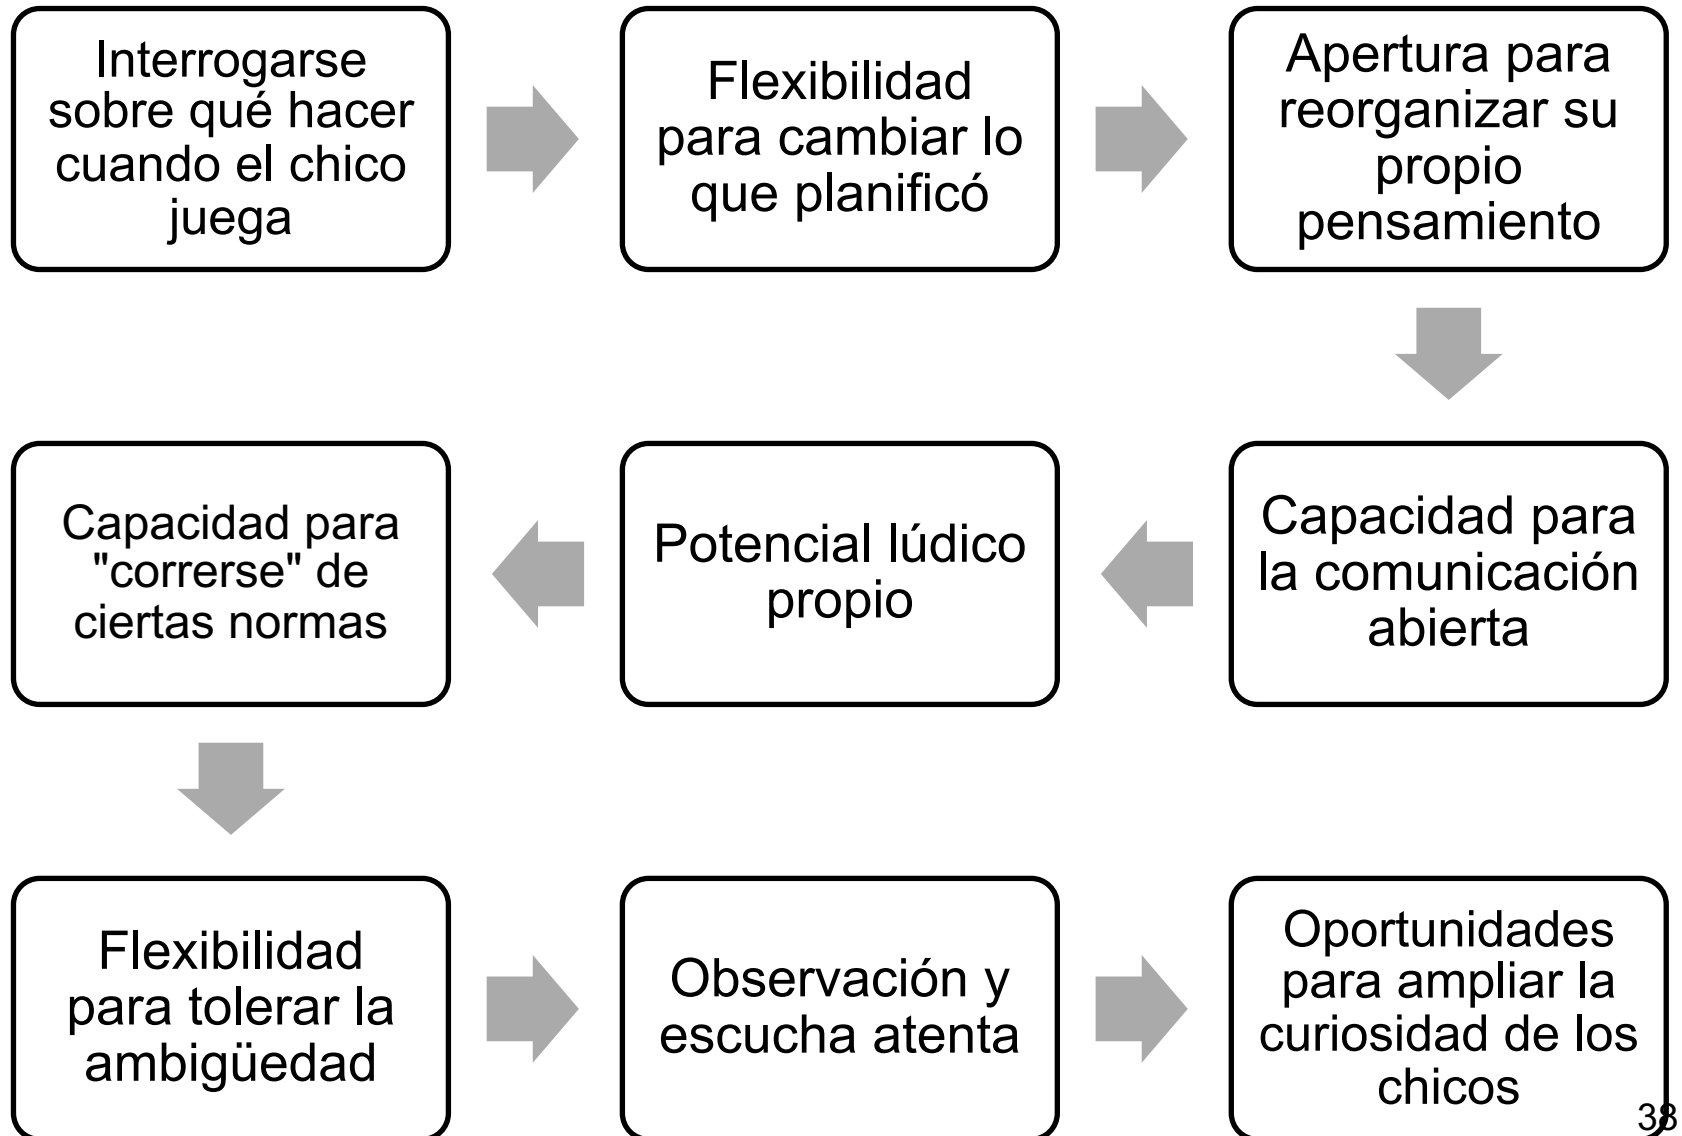 Interrogarse
sobre qué hacer
cuando el chico
juega
Flexibilidad
para cambiar lo
que planificó
Apertura para
reorganizar su
propio
pensamiento
Capacidad para
la comunicación
abierta
Potencial lúdico
propio
Capacidad para
"correrse" de
ciertas normas
Flexibilidad
para tolerar la
ambigüedad
Observación y
escucha atenta
Oportunidades
para ampliar la
curiosidad de los
chicos
38